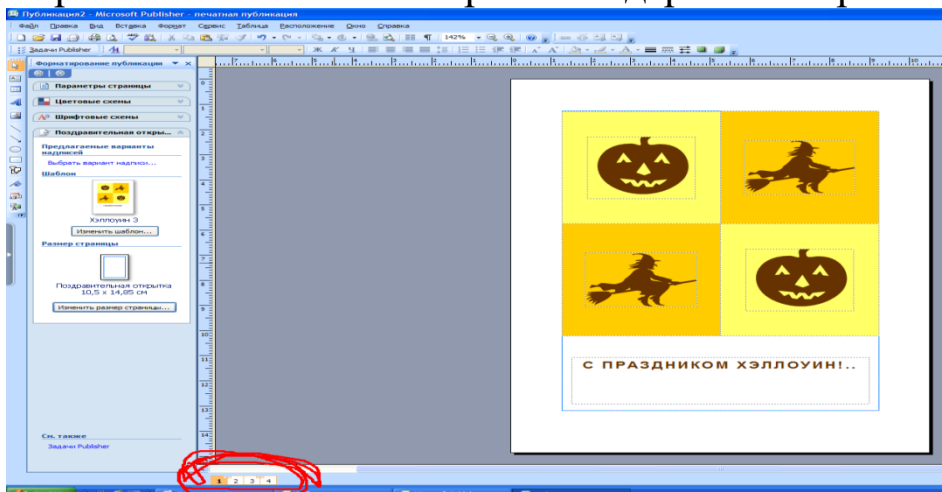 Публикация2 - Microsoft Publisher - печатная публикация
Файл Правка Вид Вставка Формат Сервис Таблица Расположение Окно Справка
142%
Задачи Publisher
Ж К Ч
Форматирование публикации
Параметры страницы
Цветовые схемы
Шрифтовые схемы
Поздравительная откры...
Предлагаемые варианты
надписей
Выбрать вариант надписи...
Шаблон
Хэллоуин 3
Изменить шаблон...
Размер страницы
Поздравительная открытка
10,5 x 14,85 см
Изменить размер страницы...
См. также
Задачи Publisher
С ПРАЗДНИКОМ ХЭЛЛОУИН!..
1 2 3 4